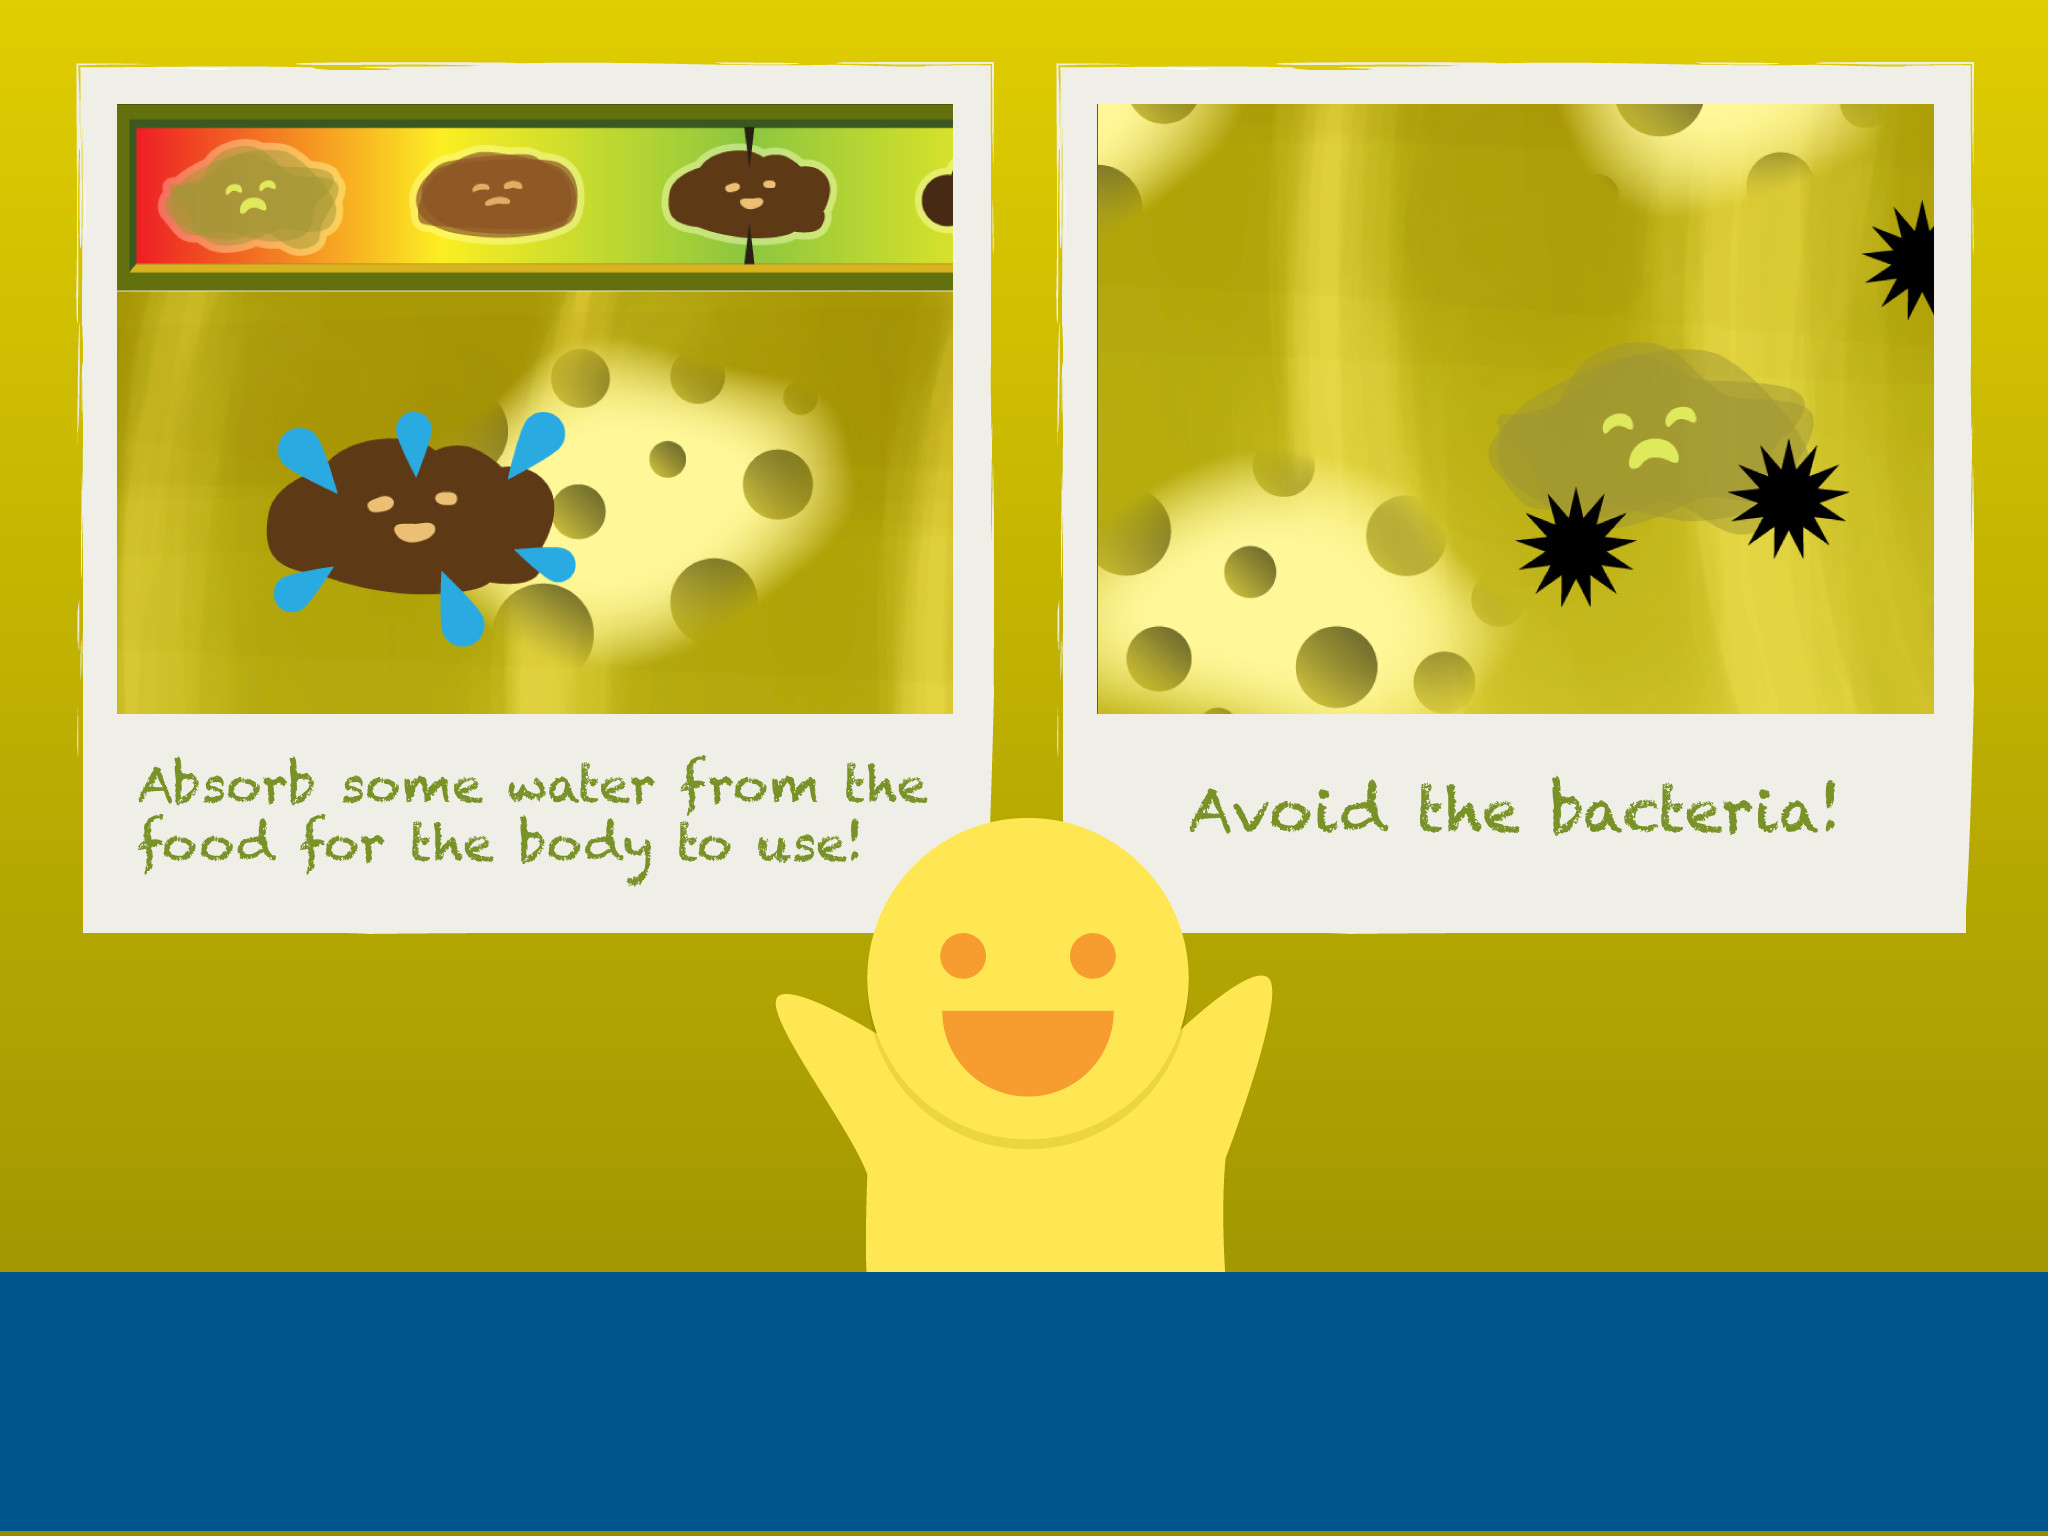 Absorb some water from the
food for the body to use!
Avoid the bacteria!